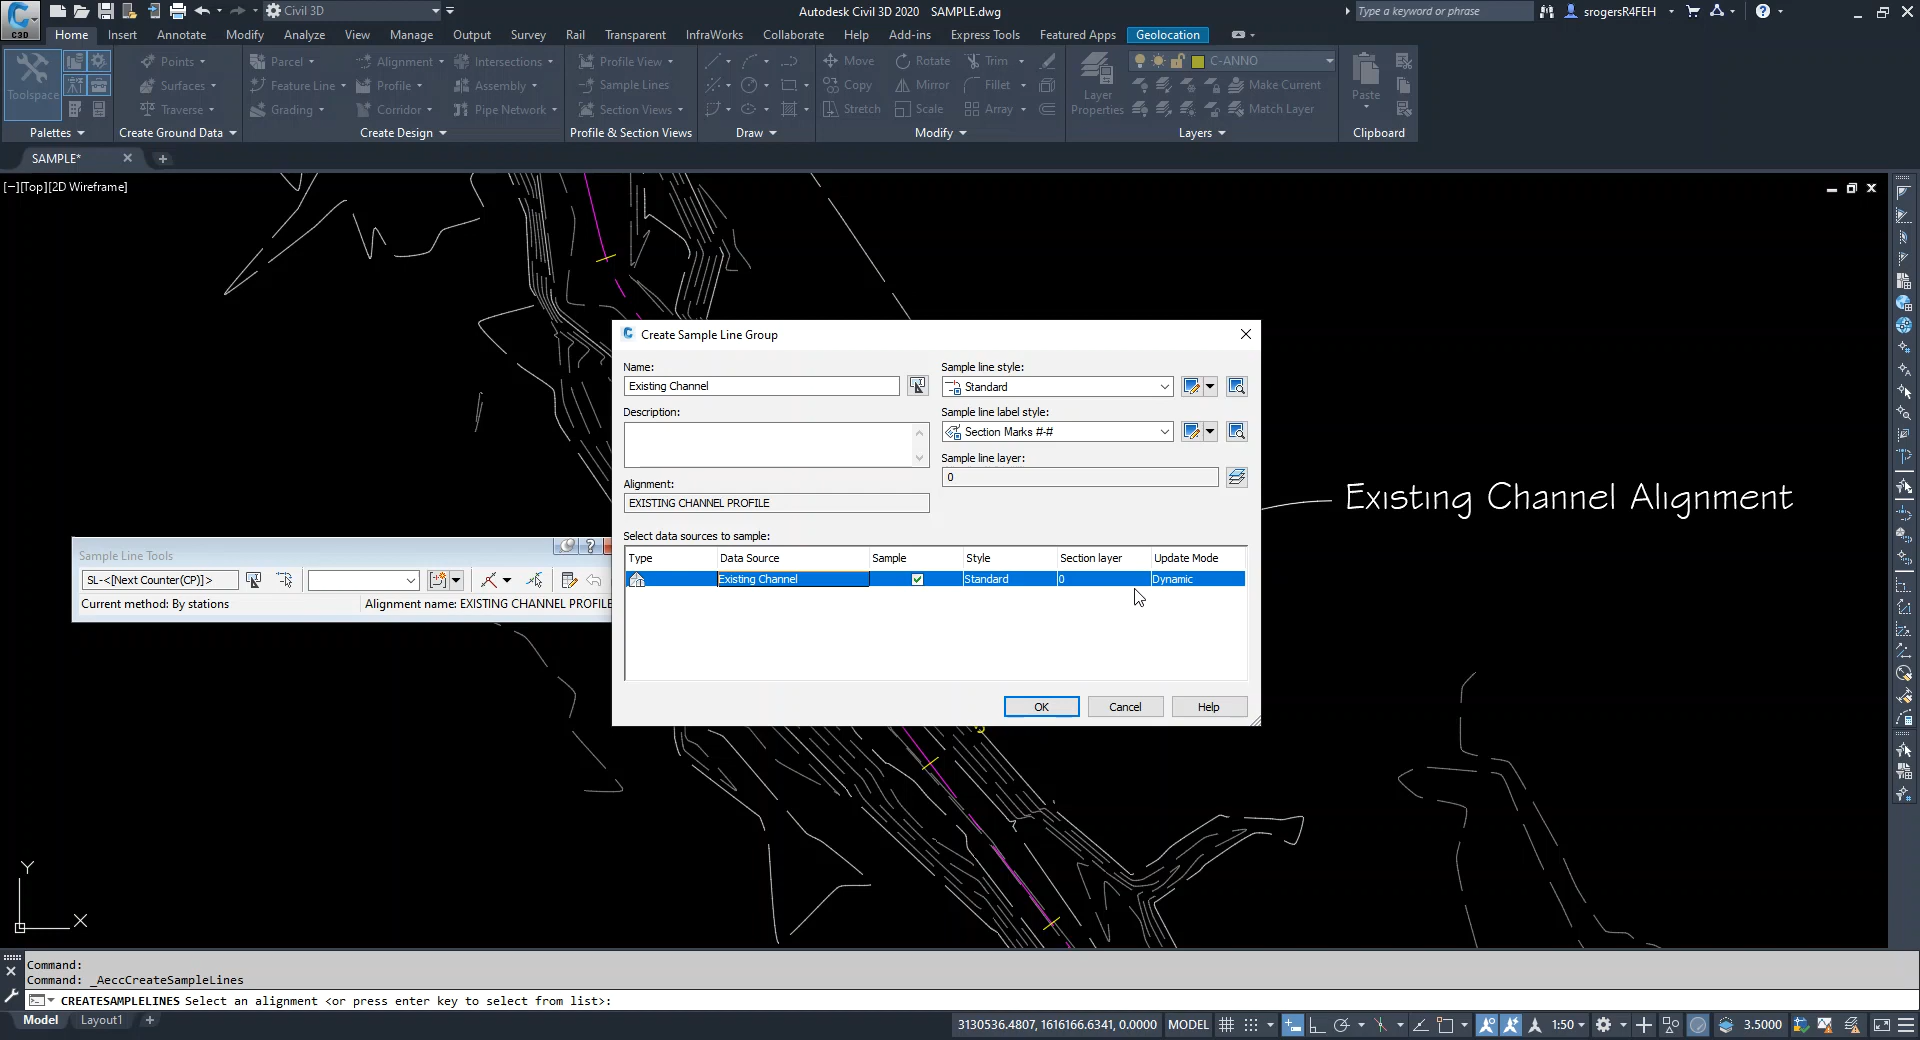 C3D
Civil 3D
Autodesk Civil 3D 2020 SAMPLE.dwg
Type a keyword or phrase
srogersR4FEH
Home Insert Annotate Modify Analyze View Manage Output Survey Rail Transparent InfraWorks Collaborate Help Add-ins Express Tools Featured Apps Geolocation
Toolspace
Points
Surfaces
Traverse
Parcel
Feature Line
Grading
Alignment
Profile
Corridor
Intersections
Assembly
Pipe Network
Profile View
Sample Lines
Section Views
Move
Copy
Stretch
Rotate
Mirror
Scale
Trim
Fillet
Array
Layer
Properties
C-ANNO
Make Current
Match Layer
Paste
Palettes Create Ground Data Create Design Profile & Section Views Draw Modify Layers Clipboard
SAMPLE*
[−][Top][2D Wireframe]
Create Sample Line Group
Name:
Existing Channel
Description:
Alignment:
EXISTING CHANNEL PROFILE
Sample line style:
Standard
Sample line label style:
Section Marks #-#
Sample line layer:
0
Select data sources to sample:
Type Data Source Sample Style Section layer Update Mode
Existing Channel Standard 0 Dynamic
OK Cancel Help
Sample Line Tools
SL-<[Next Counter(CP)]>
Current method: By stations Alignment name: EXISTING CHANNEL PROFILE
Existing Channel Alignment
Y
X
Command:
Command: _AeccCreateSampleLines
CREATESAMPLELINES Select an alignment <or press enter key to select from list>:
Model Layout1
3130536.4807, 1616166.6341, 0.0000 MODEL 1:50 3.5000